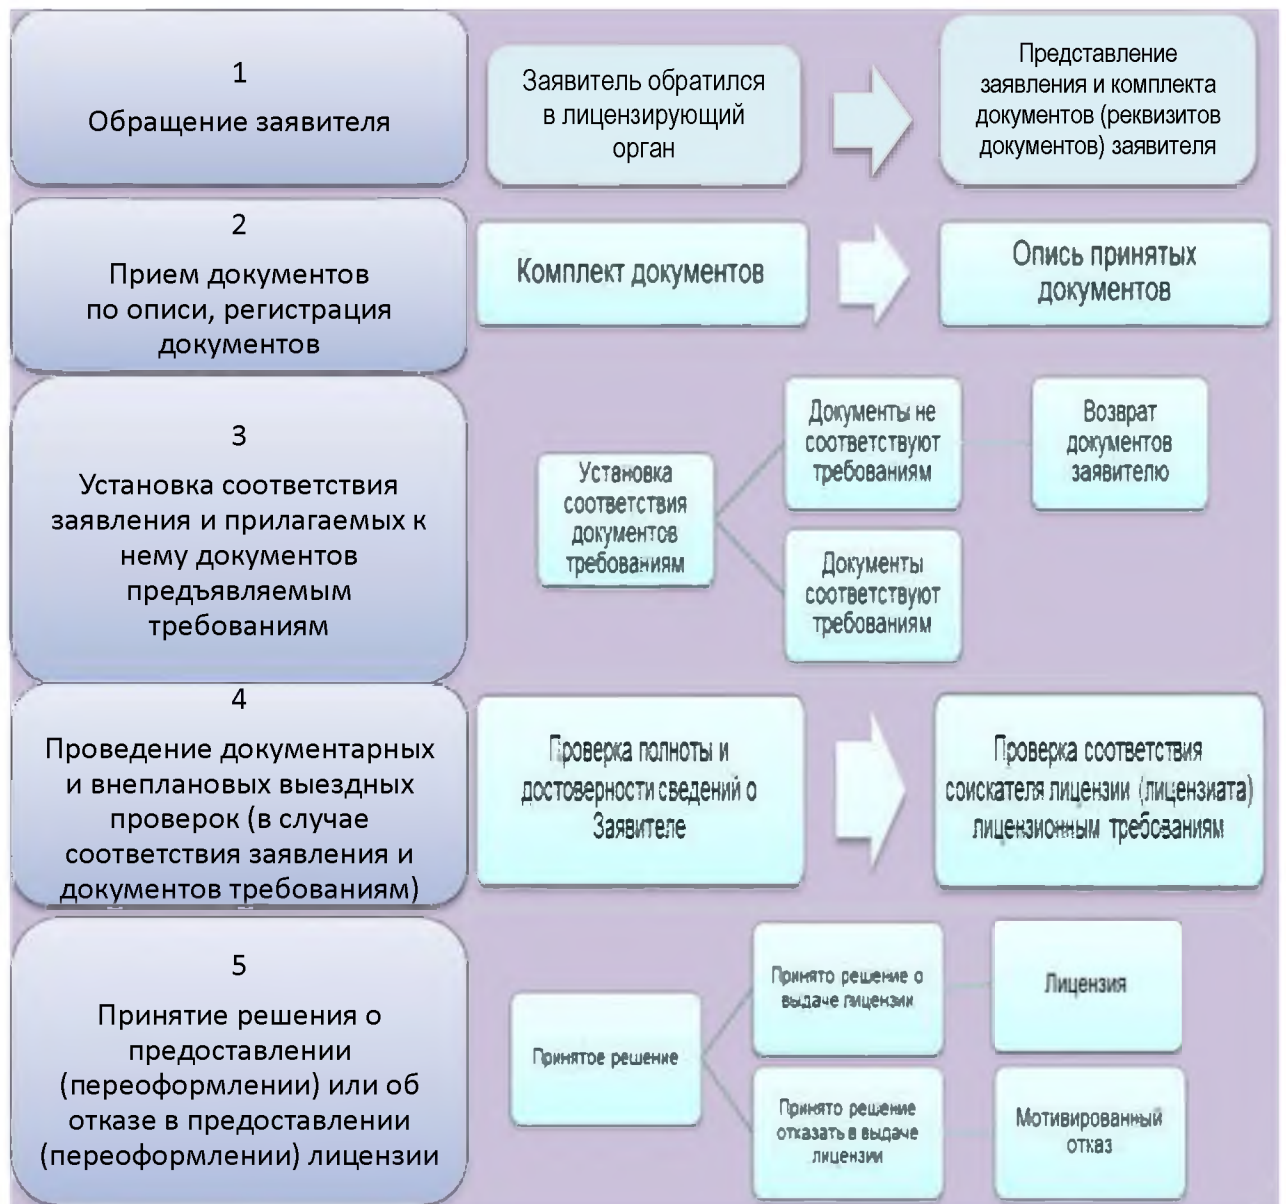 1
Обращение заявителя
Заявитель обратился
в лицензирующий
орган
Представление
заявления и комплекта
документов (реквизитов
документов) заявителя
2
Прием документов
по описи, регистрация
документов
Комплект документов
Опись принятых
документов
3
Установка соответствия
заявления и прилагаемых к
нему документов
предъявляемым
требованиям
Установка
соответствия
документов
требованиям
Документы не
соответствуют
требованиям
Возврат
документов
заявителю
Документы
соответствуют
требованиям
4
Проведение документарных
и внеплановых выездных
проверок (в случае
соответствия заявления и
документов требованиям)
Проверка полноты и
достоверности сведений о
Заявителе
Проверка соответствия
соискателя лицензии (лицензиата)
лицензионным требованиям
5
Принятие решения о
предоставлении
(переоформлении) или об
отказе в предоставлении
(переоформлении) лицензии
Принятое решение
Принято решение о
выдаче лицензии
Лицензия
Принято решение
отказать в выдаче
лицензии
Мотивированный
отказ